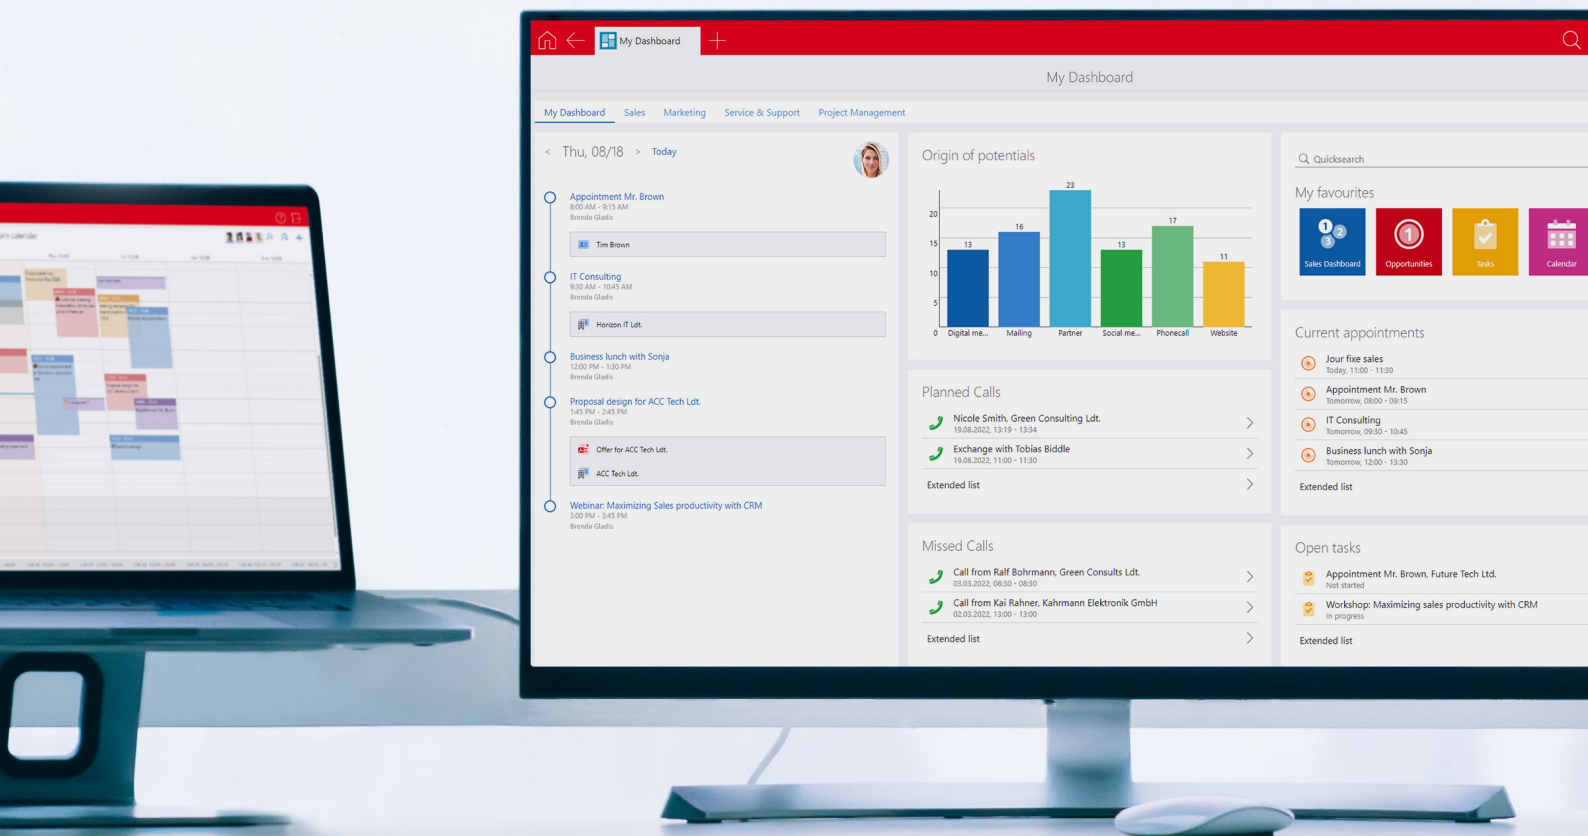 My Dashboard
My Dashboard
My Dashboard Sales Marketing Service & Support Project Management
< Thu, 08/18 > Today
Appointment Mr. Brown
8:00 AM - 9:15 AM
Brenda Gladis
Tim Brown
IT Consulting
9:30 AM - 10:45 AM
Brenda Gladis
Horizon IT Ldt.
Business lunch with Sonja
12:00 PM - 1:30 PM
Brenda Gladis
Proposal design for ACC Tech Ldt.
1:45 PM - 2:45 PM
Brenda Gladis
Offer for ACC Tech Ldt.
ACC Tech Ldt.
Webinar: Maximizing Sales productivity with CRM
3:00 PM - 3:45 PM
Brenda Gladis
Origin of potentials
23
20
17
16
15
13
13
11
10
5
0
Digital me... Mailing Partner Social me... Phonecall Website
Planned Calls
Nicole Smith, Green Consulting Ldt.
19.08.2022, 13:19 - 13:34
Exchange with Tobias Biddle
19.08.2022, 11:00 - 11:30
Extended list
Missed Calls
Call from Ralf Bohrmann, Green Consults Ldt.
03.03.2022, 08:30 - 08:30
Call from Kai Rahner, Kahrmann Elektronik GmbH
02.03.2022, 13:00 - 13:00
Extended list
Quicksearch
My favourites
1 2 3
Sales Dashboard
1
Opportunities
Tasks
Calendar
Current appointments
Jour fixe sales
Today, 11:00 - 11:30
Appointment Mr. Brown
Tomorrow, 08:00 - 09:15
IT Consulting
Tomorrow, 09:30 - 10:45
Business lunch with Sonja
Tomorrow, 12:00 - 13:30
Extended list
Open tasks
Appointment Mr. Brown, Future Tech Ltd.
Not started
Workshop: Maximizing sales productivity with CRM
In progress
Extended list